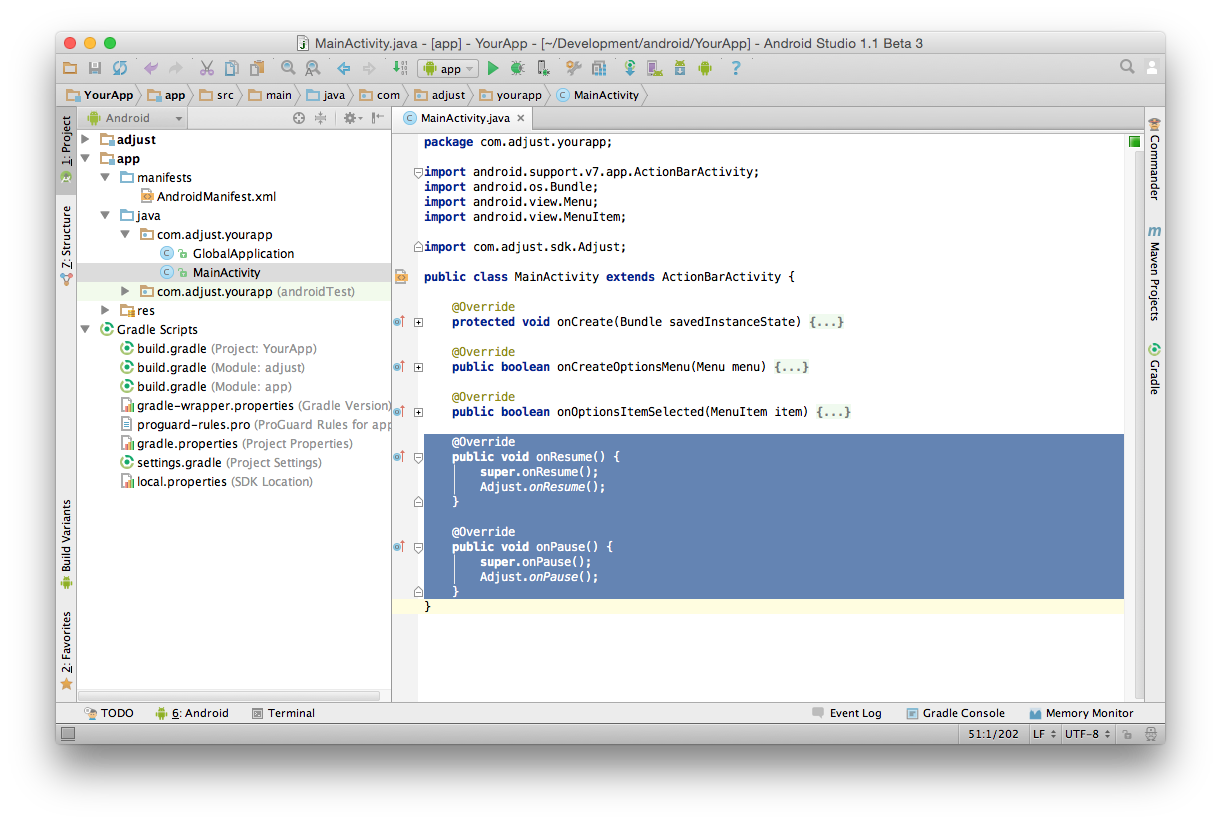 MainActivity.java - [app] - YourApp - [~/Development/android/YourApp] - Android Studio 1.1 Beta 3
app
YourApp app src main java com adjust yourapp MainActivity
1: Project
Z: Structure
Build Variants
2: Favorites
Android
adjust
app
manifests
AndroidManifest.xml
java
com.adjust.yourapp
GlobalApplication
MainActivity
com.adjust.yourapp (androidTest)
res
Gradle Scripts
build.gradle (Project: YourApp)
build.gradle (Module: adjust)
build.gradle (Module: app)
gradle-wrapper.properties (Gradle Version)
proguard-rules.pro (ProGuard Rules for app
gradle.properties (Project Properties)
settings.gradle (Project Settings)
local.properties (SDK Location)
MainActivity.java
package com.adjust.yourapp;
import android.support.v7.app.ActionBarActivity;
import android.os.Bundle;
import android.view.Menu;
import android.view.MenuItem;
import com.adjust.sdk.Adjust;
public class MainActivity extends ActionBarActivity {
@Override
protected void onCreate(Bundle savedInstanceState) {...}
@Override
public boolean onCreateOptionsMenu(Menu menu) {...}
@Override
public boolean onOptionsItemSelected(MenuItem item) {...}
@Override
public void onResume() {
super.onResume();
Adjust.onResume();
}
@Override
public void onPause() {
super.onPause();
Adjust.onPause();
}
}
Commander
Maven Projects
Gradle
TODO 6: Android Terminal Event Log Gradle Console Memory Monitor
51:1/202 LF UTF-8